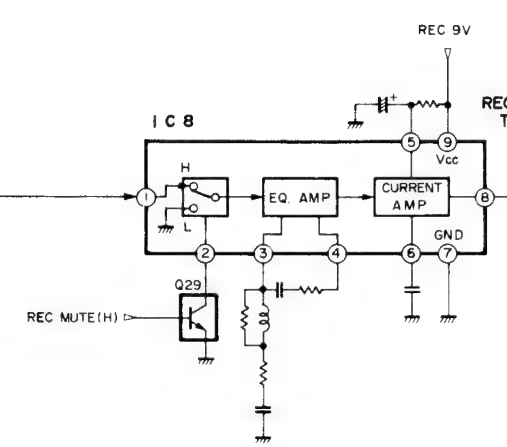 REC 9V
IC8
REC
T
5
9
Vcc
H
1
EQ. AMP
CURRENT
AMP
8
L
GND
2
3
4
6
7
Q29
REC MUTE(H)
+